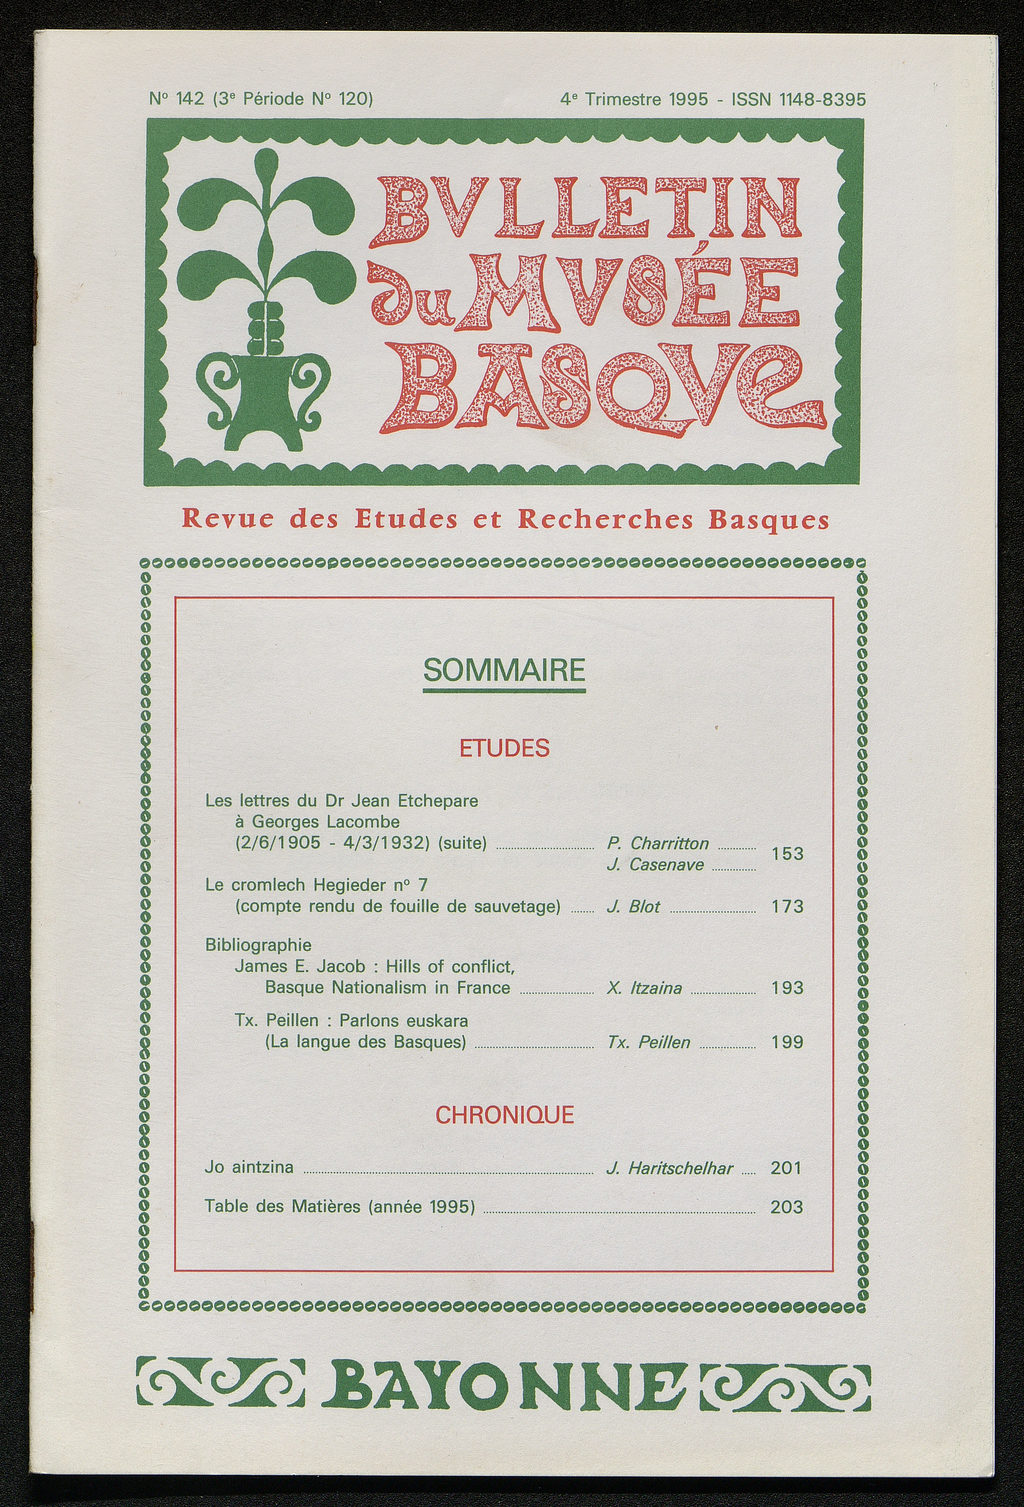 Nº 142 (3e Période Nº 120)
4e Trimestre 1995 - ISSN 1148-8395
BVLLETIN
du MVSÉE
BASQVE
Revue des Etudes et Recherches Basques
SOMMAIRE
ETUDES
Les lettres du Dr Jean Etchepare
à Georges Lacombe
(2/6/1905 - 4/3/1932) (suite) ........ P. Charritton ........ 153
J. Casenave ........
Le cromlech Hegieder nº 7
(compte rendu de fouille de sauvetage) ........ J. Blot ........ 173
Bibliographie
James E. Jacob : Hills of conflict,
Basque Nationalism in France ........ X. Itzaina ........ 193
Tx. Peillen : Parlons euskara
(La langue des Basques) ........ Tx. Peillen ........ 199
CHRONIQUE
Jo aintzina ........ J. Haritschelhar ........ 201
Table des Matières (année 1995) ........ 203
BAYONNE